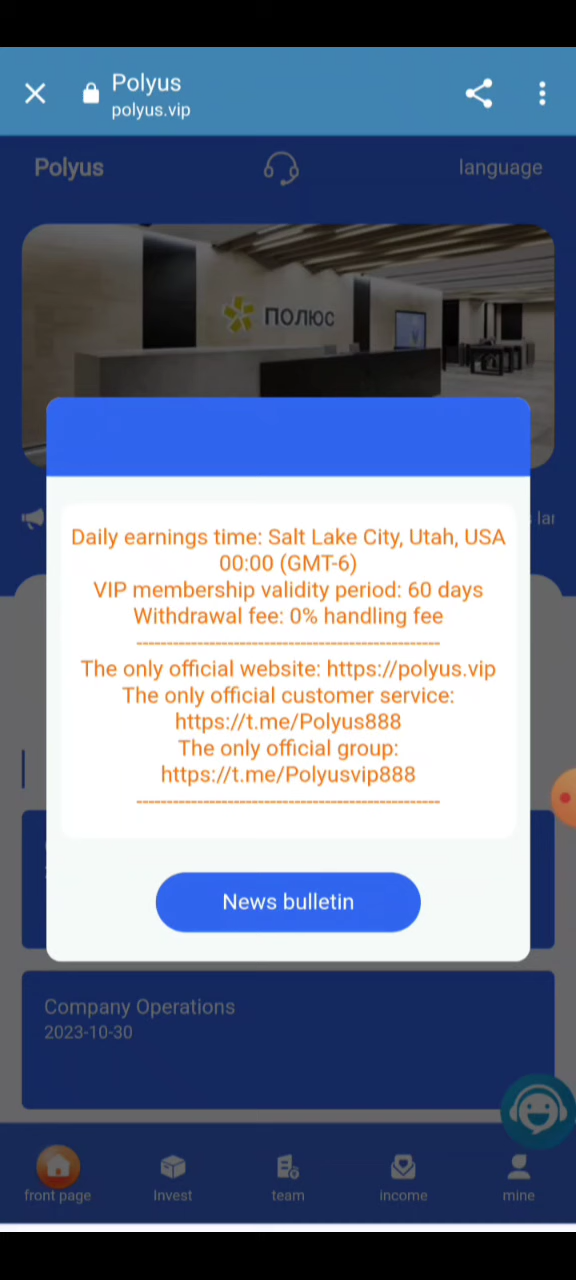 Polyus
polyus.vip
Polyus
language
ПОЛЮС
Daily earnings time: Salt Lake City, Utah, USA
00:00 (GMT-6)
VIP membership validity period: 60 days
Withdrawal fee: 0% handling fee
--------------------------------------------------
The only official website: https://polyus.vip
The only official customer service:
https://t.me/Polyus888
The only official group:
https://t.me/Polyusvip888
--------------------------------------------------
News bulletin
Company Operations
2023-10-30
front page
Invest
team
income
mine